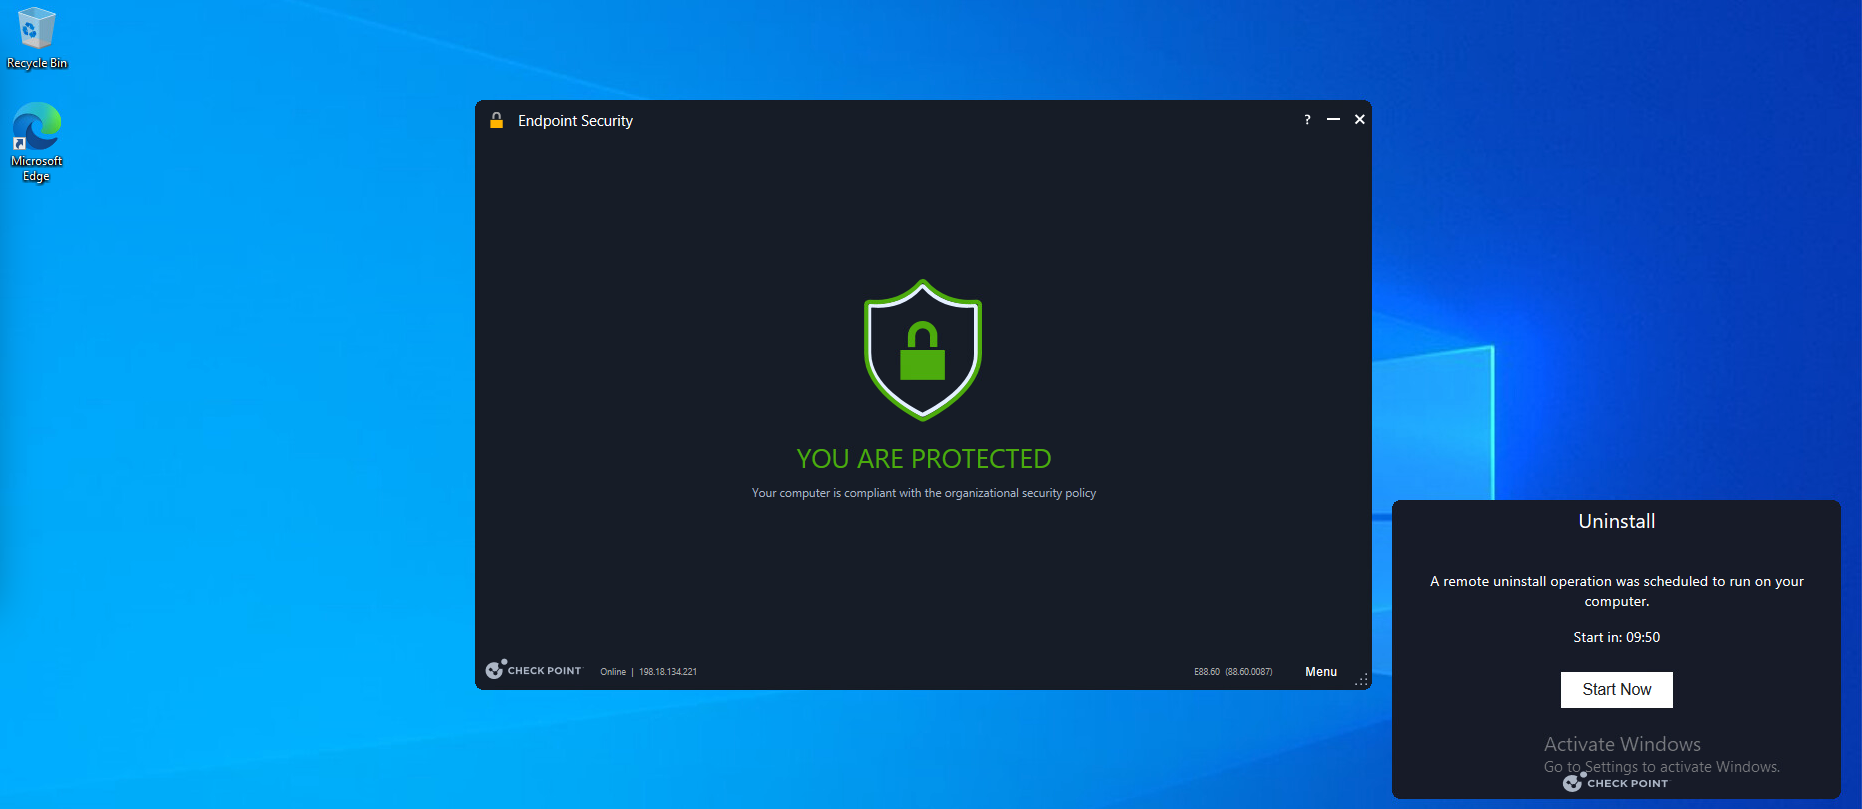 Recycle Bin
Microsoft
Edge
Endpoint Security
?
YOU ARE PROTECTED
Your computer is compliant with the organizational security policy
CHECK POINT
Online | 198.18.134.221
E88.60 (88.60.0087)
Menu
Uninstall
A remote uninstall operation was scheduled to run on your
computer.
Start in: 09:50
Start Now
Activate Windows
Go to Settings to activate Windows.
CHECK POINT